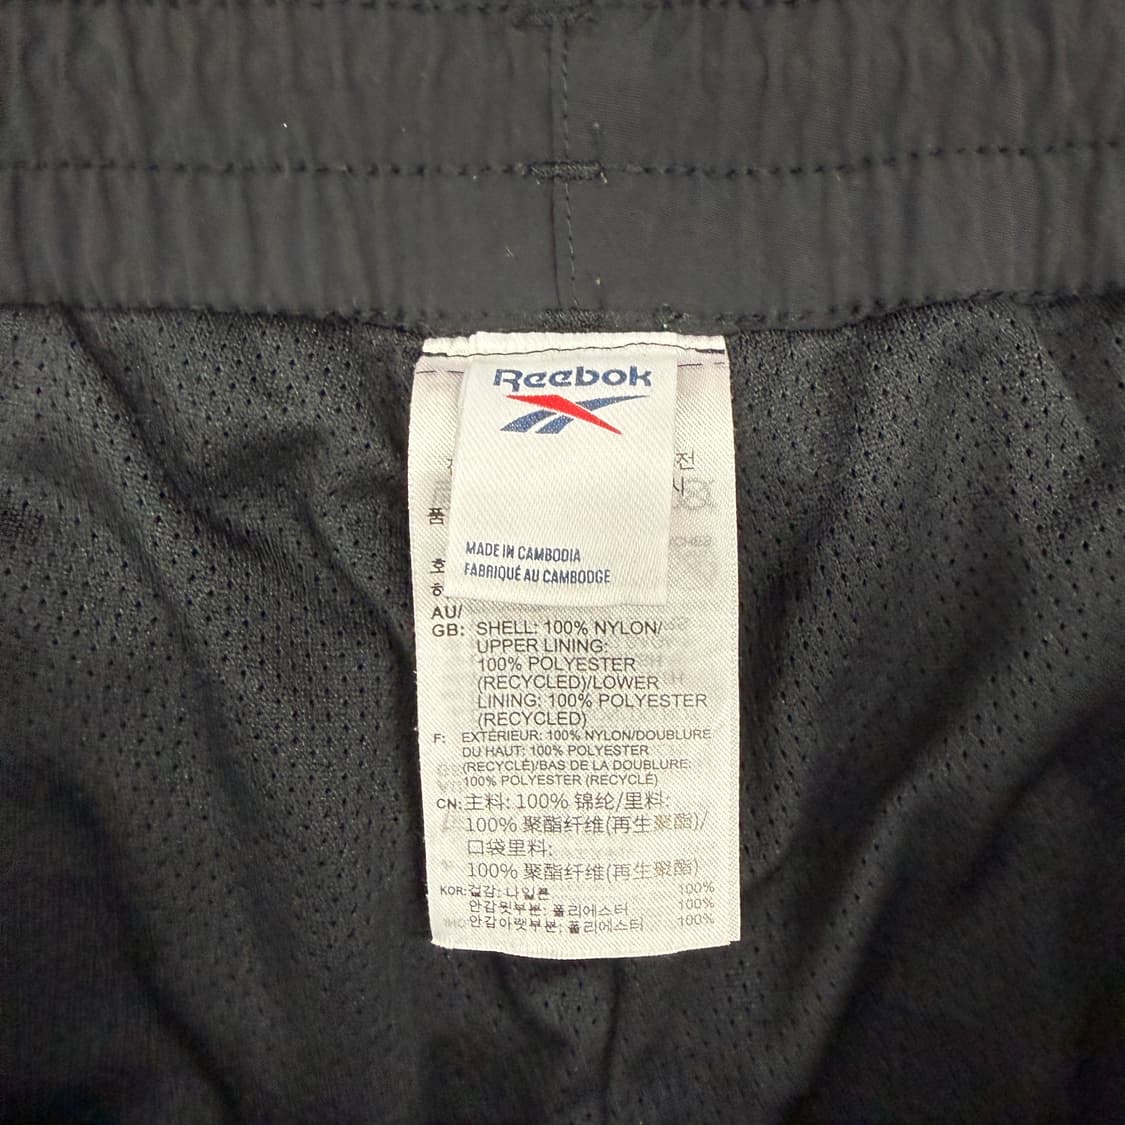 Reebok
MADE IN CAMBODIA
FABRIQUÉ AU CAMBODGE
전
품
호
AU/
GB: SHELL: 100% NYLON/
UPPER LINING:
100% POLYESTER
(RECYCLED)/LOWER
LINING: 100% POLYESTER
(RECYCLED)
F: EXTÉRIEUR: 100% NYLON/DOUBLURE
DU HAUT: 100% POLYESTER
(RECYCLÉ)/BAS DE LA DOUBLURE:
100% POLYESTER (RECYCLÉ)
CN: 主料: 100% 锦纶/里料:
100% 聚酯纤维(再生聚酯)/
口袋里料:
100% 聚酯纤维(再生聚酯)
KOR: 겉감: 나일론 100%
안감윗부분: 폴리에스터 100%
안감아랫부분: 폴리에스터 100%